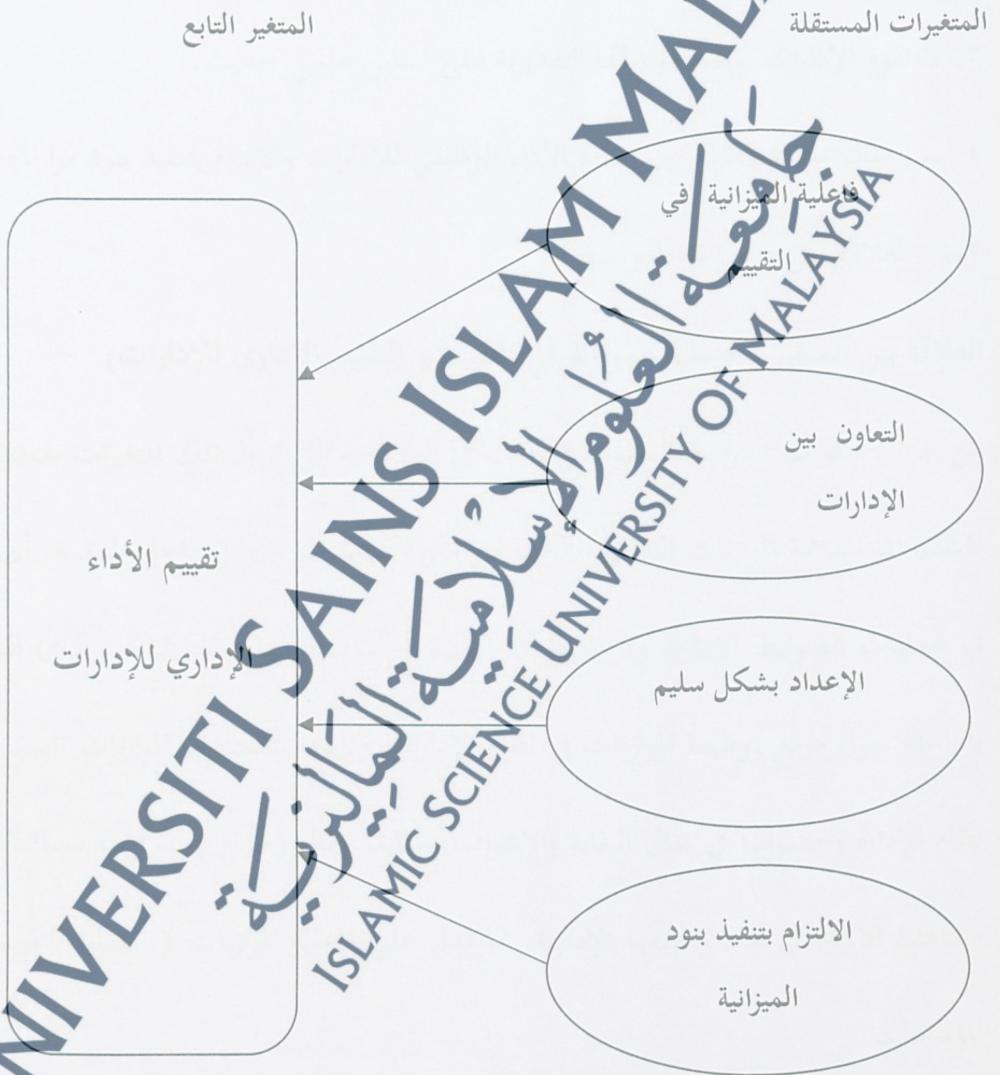 المتغيرات المستقلة
المتغير التابع
فاعلية الميزانية في
التقييم
التعاون بين
الإدارات
الإعداد بشكل سليم
الالتزام بتنفيذ بنود
الميزانية
تقييم الأداء
الإداري للإدارات
UNIVERSITI SAINS ISLAM
جامعة العلوم الإسلامية الماليزية
ISLAMIC SCIENCE UNIVERSITY OF MALAYSIA